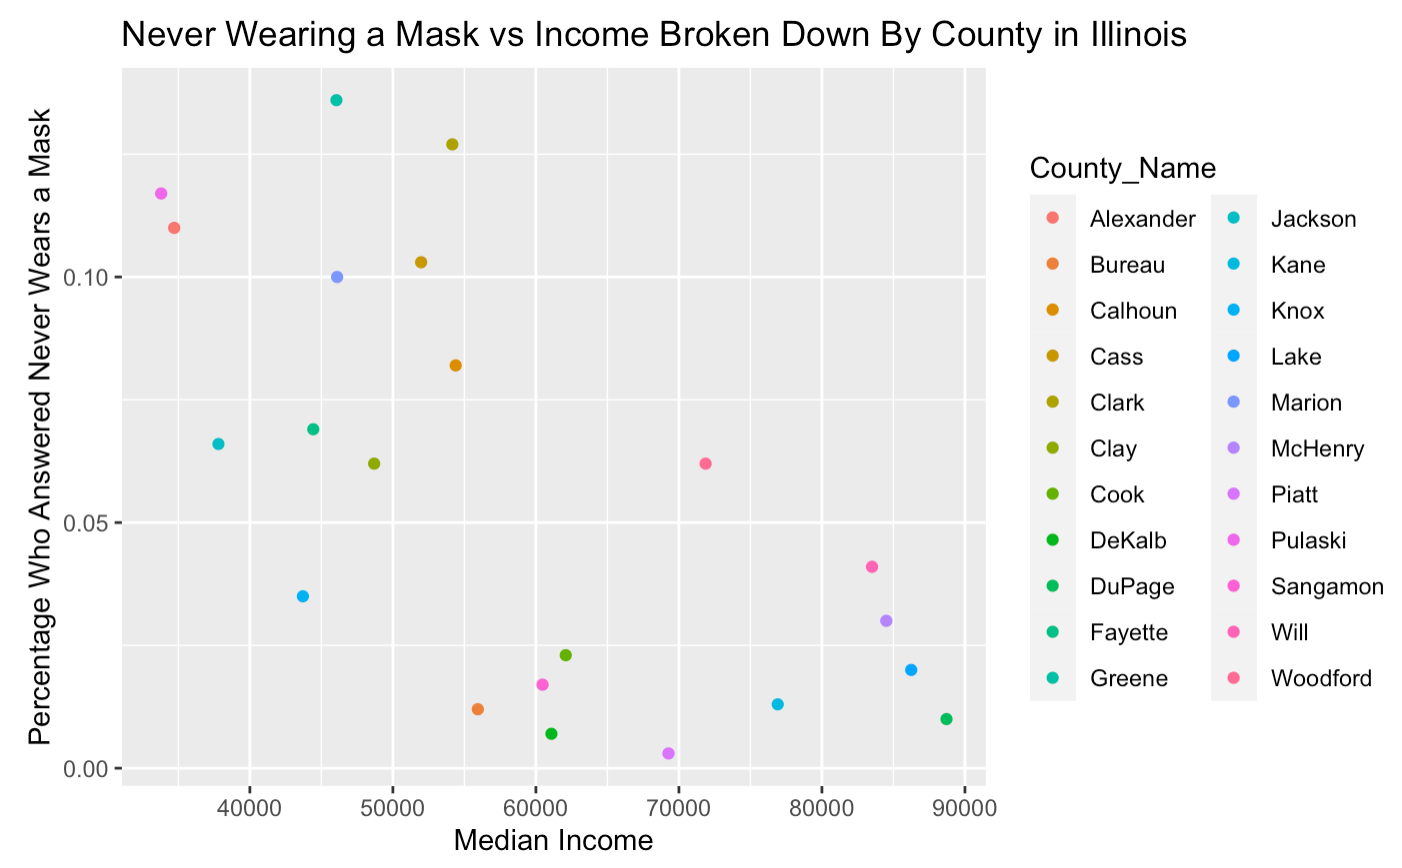 Never Wearing a Mask vs Income Broken Down By County in Illinois
Percentage Who Answered Never Wears a Mask
0.10
0.05
0.00
40000
50000
60000
70000
80000
90000
Median Income
County_Name
Alexander
Bureau
Calhoun
Cass
Clark
Clay
Cook
DeKalb
DuPage
Fayette
Greene
Jackson
Kane
Knox
Lake
Marion
McHenry
Piatt
Pulaski
Sangamon
Will
Woodford